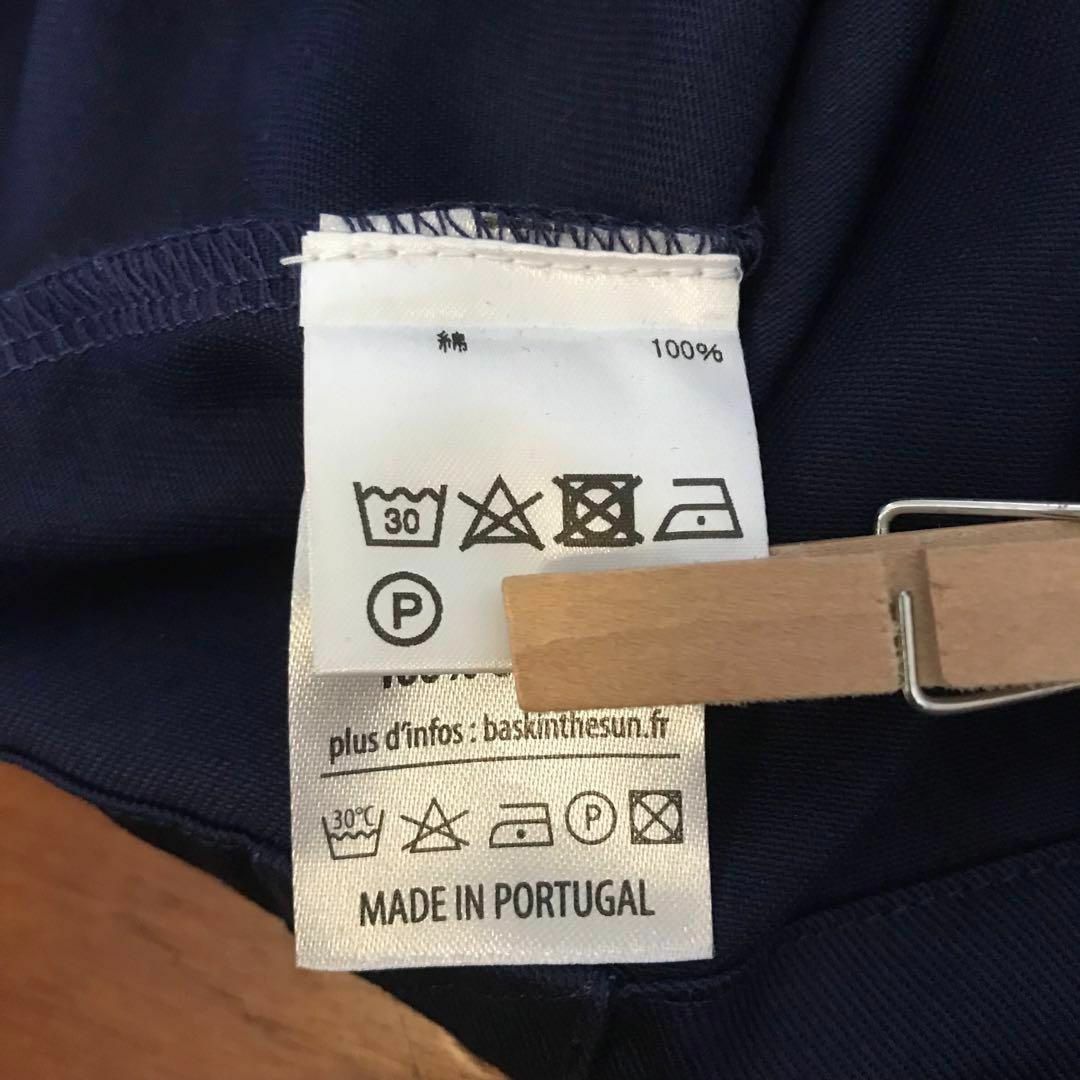 綿 100%
30
P
plus d'infos : baskinthesun.fr
30°C P
MADE IN PORTUGAL